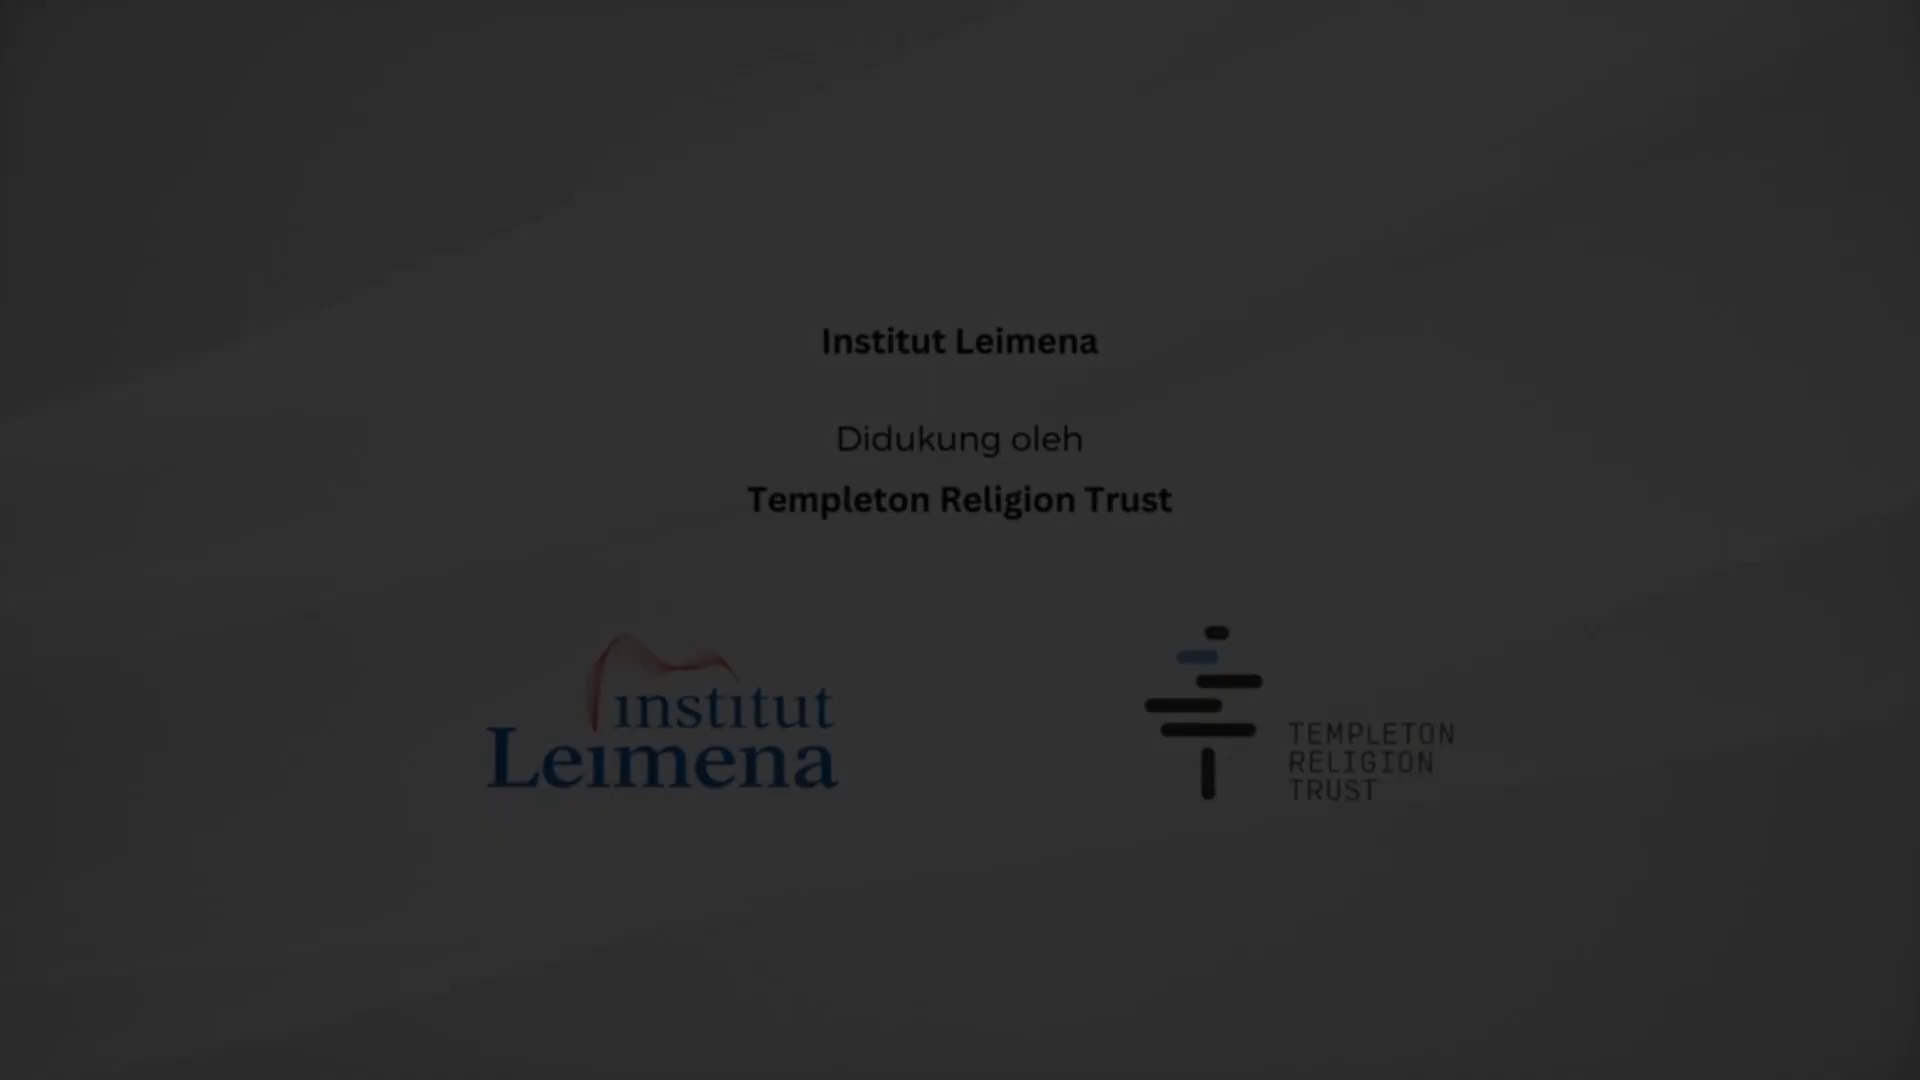 Institut Leimena
Didukung oleh
Templeton Religion Trust
institut
Leimena
TEMPLETON
RELIGION
TRUST